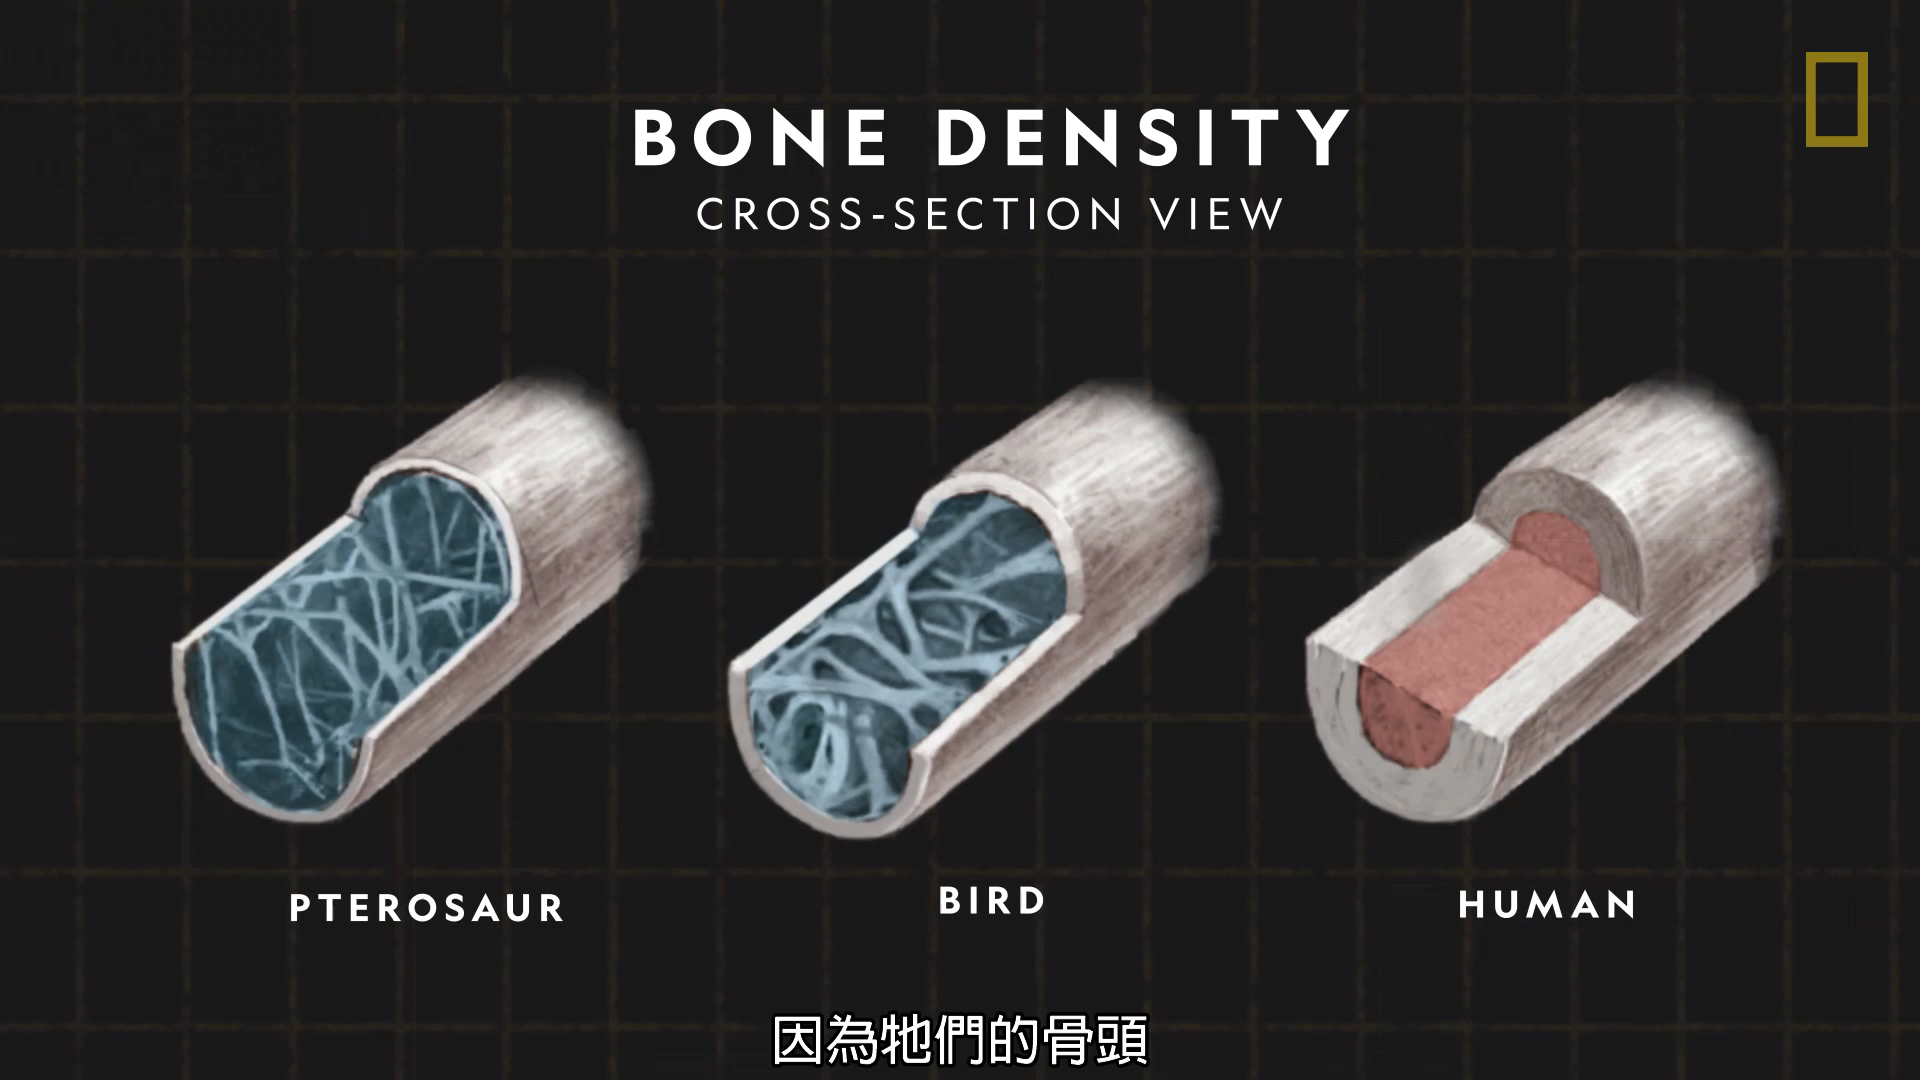 BONE DENSITY
CROSS-SECTION VIEW
PTEROSAUR
BIRD
HUMAN
因為牠們的骨頭